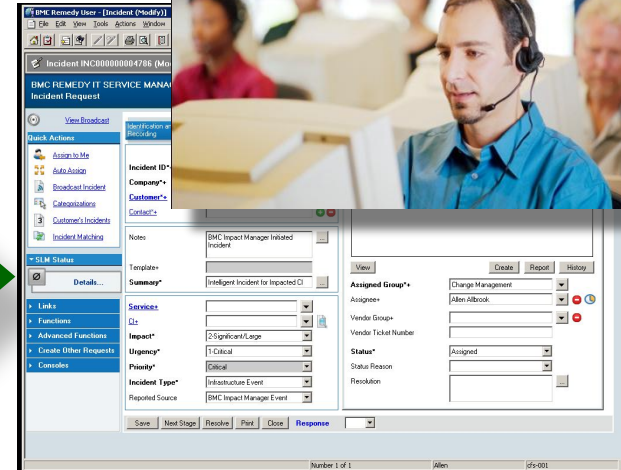 BMC Remedy User - [Incident (Modify)]
File Edit View Tools Actions Window
Incident INC000000004786 (Mo
BMC REMEDY IT SERVICE MANA
Incident Request
View Broadcast
Quick Actions
Assign to Me
Auto Assign
Broadcast Incident
Categorizations
Customer's Incidents
Incident Matching
SLM Status
Details...
Links
Functions
Advanced Functions
Create Other Requests
Consoles
Identification an
Recording
Incident ID*+
Company*+
Customer*+
Contact*+
Notes
BMC Impact Manager Initiated
Incident
...
Template+
Summary*
Intelligent Incident for Impacted CI
...
Service+
CI+
Impact*
2-Significant/Large
Urgency*
1-Critical
Priority*
Critical
Incident Type*
Infrastructure Event
Reported Source
BMC Impact Manager Event
View Create Report History
Assigned Group*+
Change Management
Assignee+
Allen Allbrook
Vendor Group+
Vendor Ticket Number
Status*
Assigned
Status Reason
Resolution
...
Save Next Stage Resolve Print Close Response
Number 1 of 1 Allen cfs-001